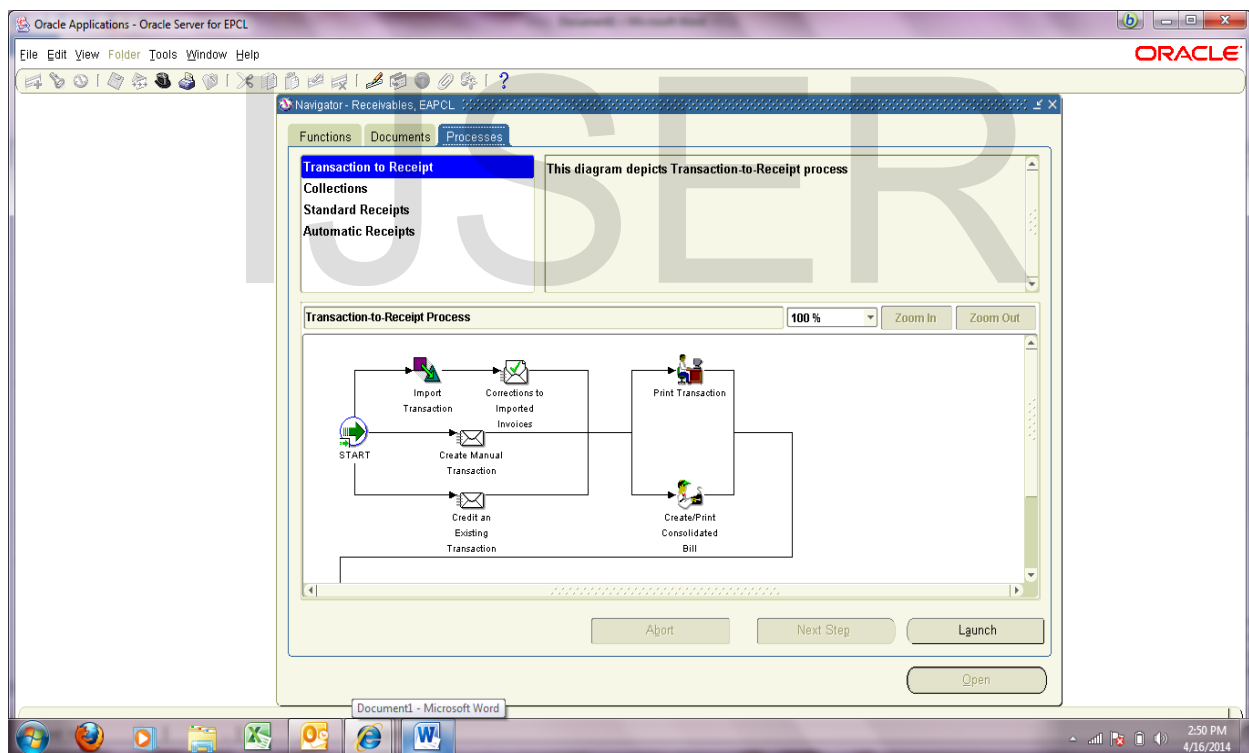 Oracle Applications - Oracle Server for EPCL
File Edit View Folder Tools Window Help
ORACLE
IJSER
Navigator - Receivables, EAPCL
Functions Documents Processes
Transaction to Receipt
Collections
Standard Receipts
Automatic Receipts
This diagram depicts Transaction-to-Receipt process
Transaction-to-Receipt Process
100 %
Zoom In
Zoom Out
Import
Transaction
Corrections to
Imported
Invoices
Print Transaction
START
Create Manual
Transaction
Credit an
Existing
Transaction
Create/Print
Consolidated
Bill
Abort
Next Step
Launch
Open
Document1 - Microsoft Word
2:50 PM
4/16/2014